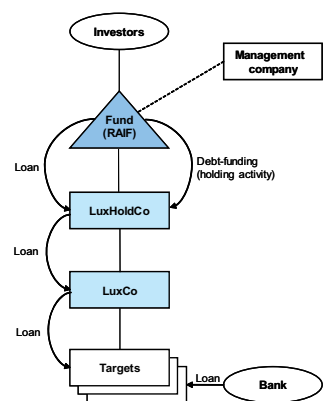 Investors
Management
company
Fund
(RAIF)
Loan
Debt-funding
(holding activity)
LuxHoldCo
Loan
LuxCo
Loan
Targets
Loan
Bank